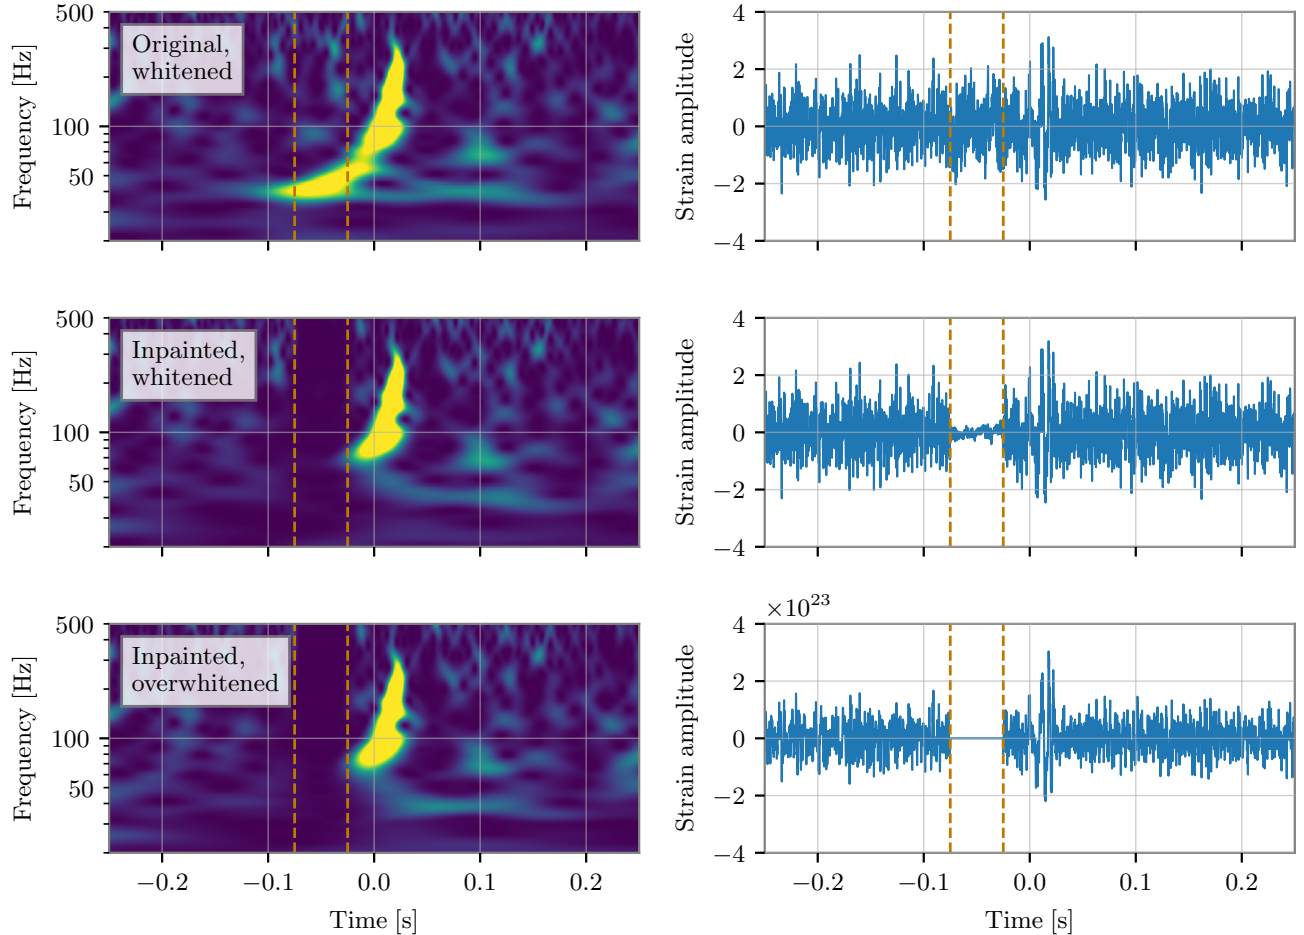 500
100
50
Frequency [Hz]
Original,
whitened
4
2
0
−2
−4
Strain amplitude
500
100
50
Frequency [Hz]
Inpainted,
whitened
4
2
0
−2
−4
Strain amplitude
500
100
50
Frequency [Hz]
Inpainted,
overwhitened
−0.2 −0.1 0.0 0.1 0.2
Time [s]
×10²³
4
2
0
−2
−4
Strain amplitude
−0.2 −0.1 0.0 0.1 0.2
Time [s]